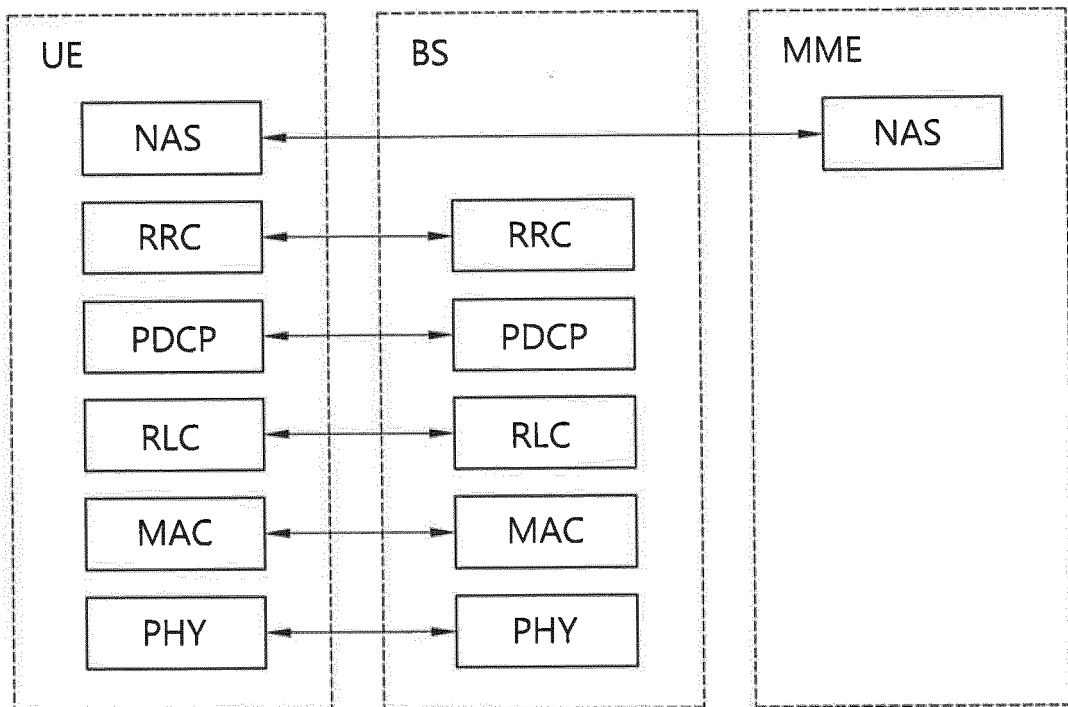 UE
BS
MME
NAS
NAS
RRC
RRC
PDCP
PDCP
RLC
RLC
MAC
MAC
PHY
PHY